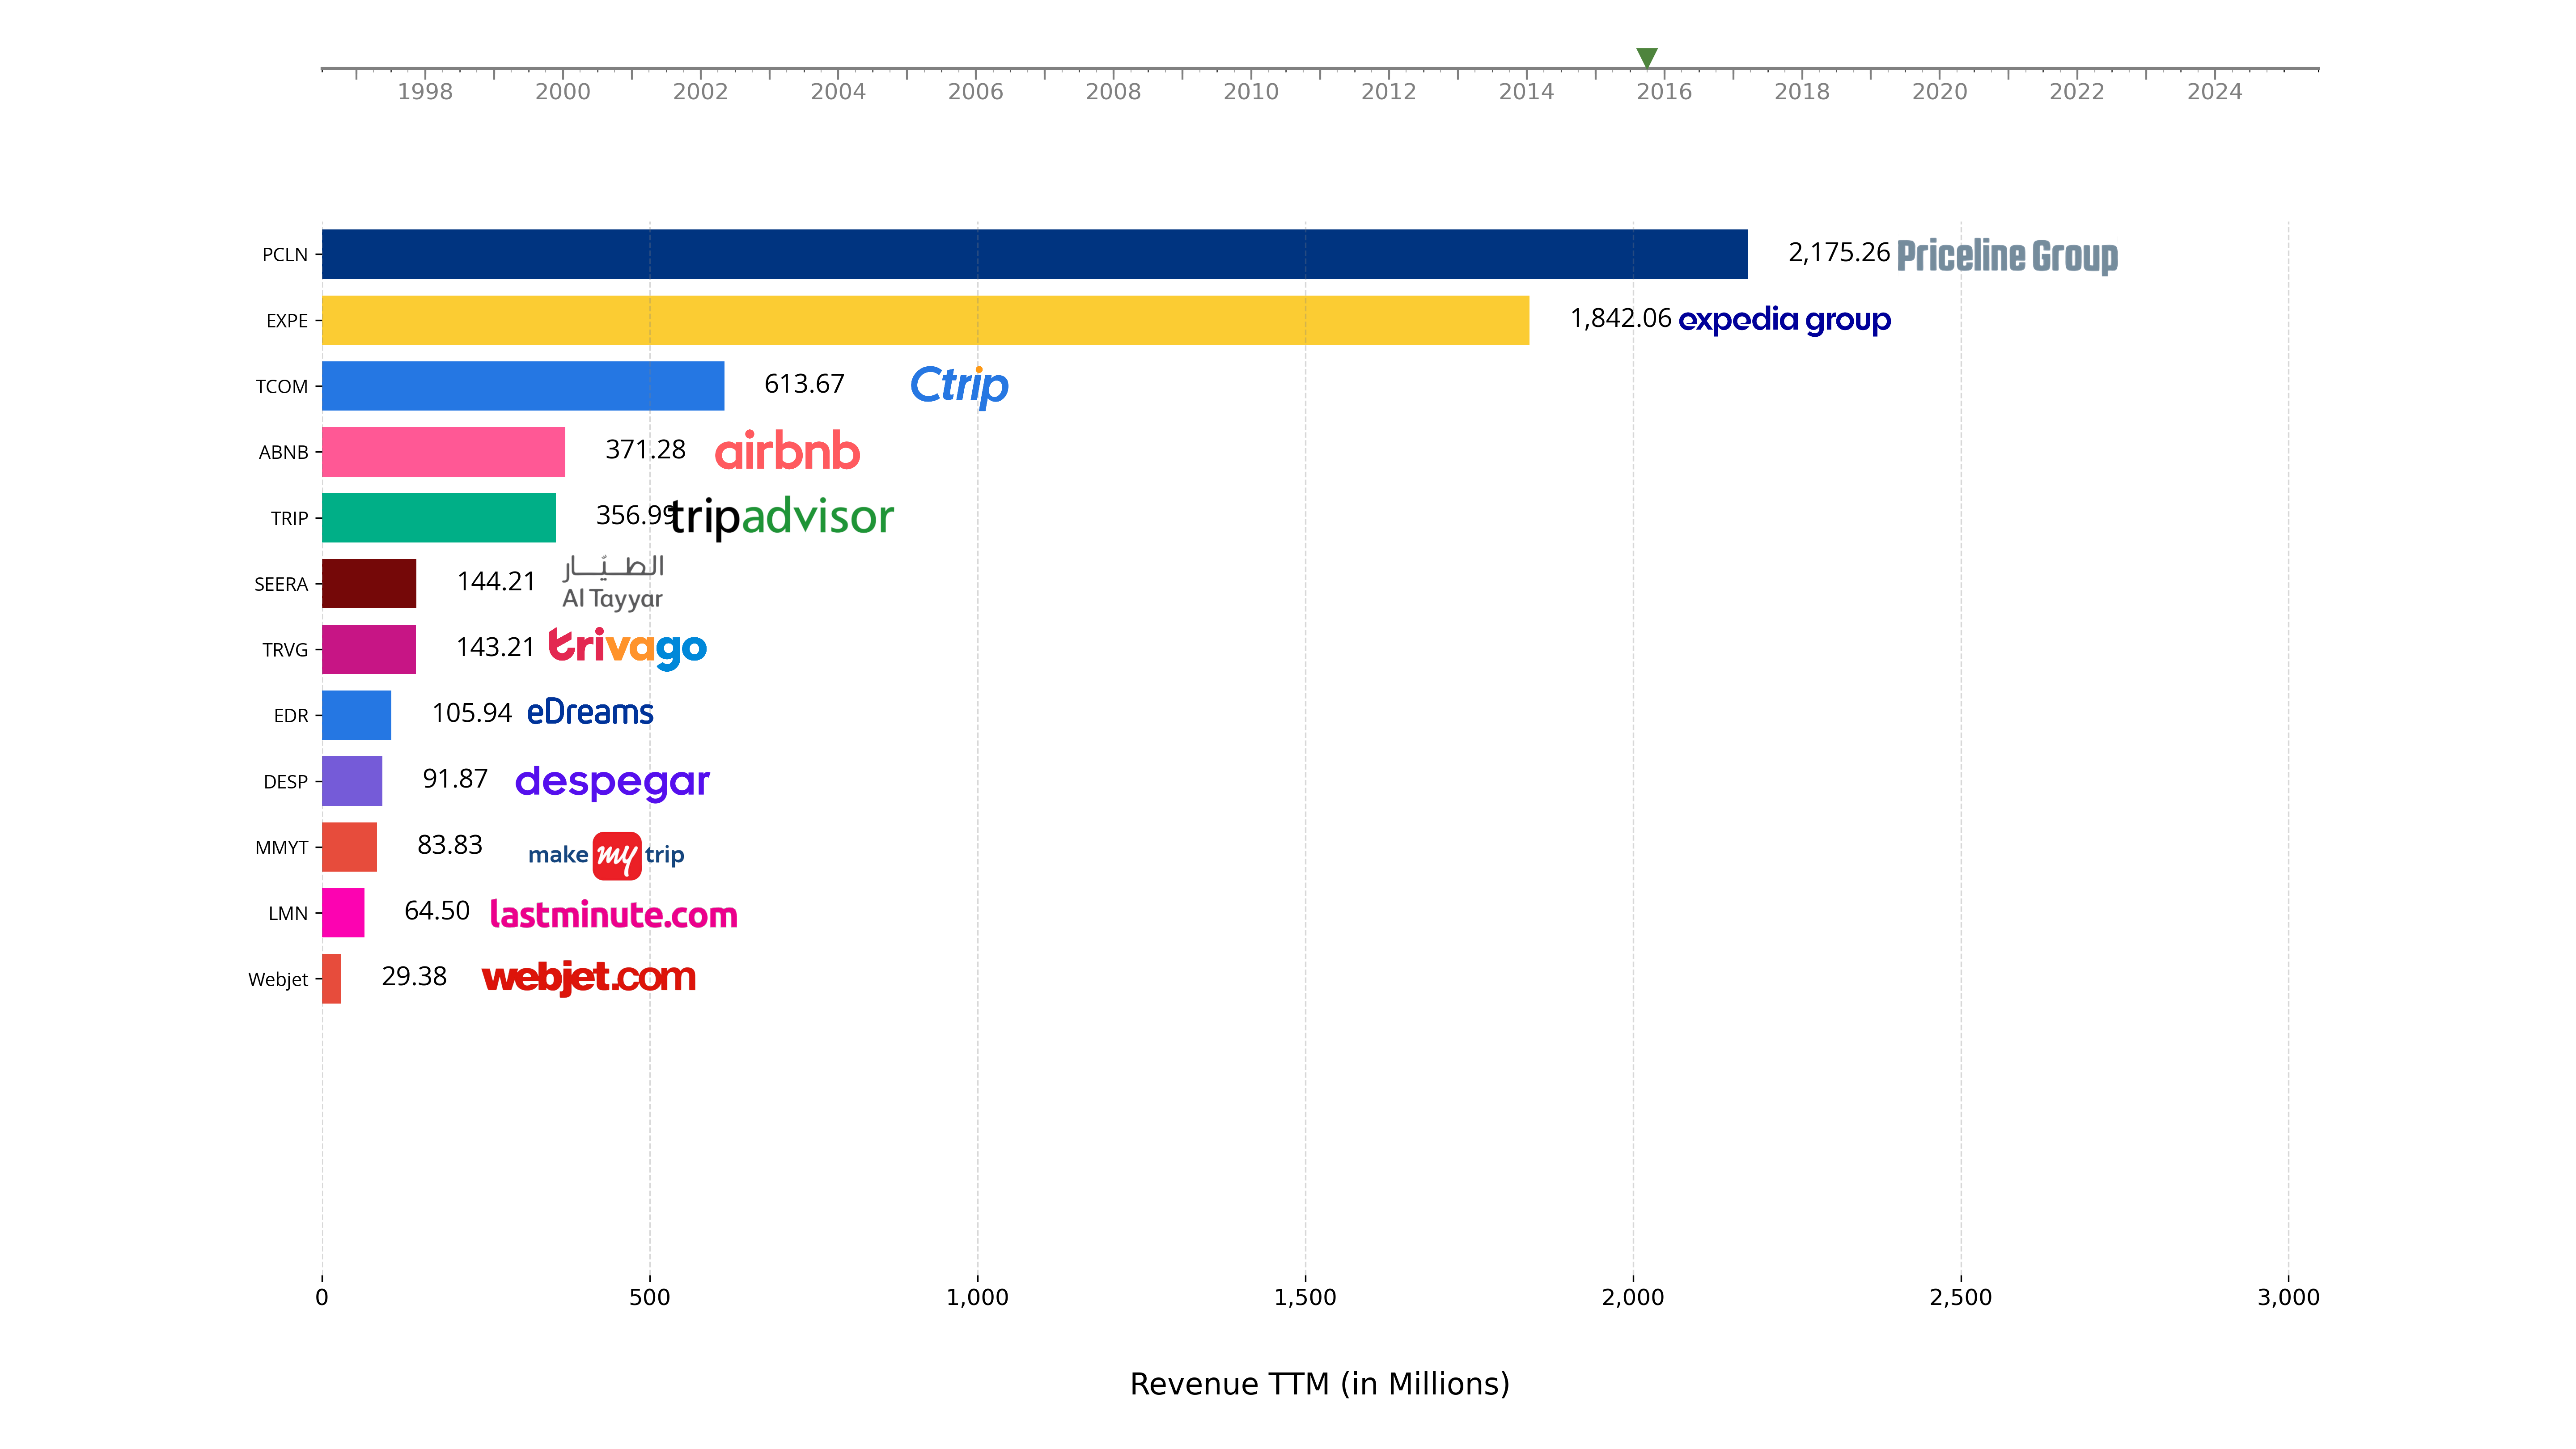 1998 2000 2002 2004 2006 2008 2010 2012 2014 2016 2018 2020 2022 2024
PCLN 2,175.26 Priceline Group
EXPE 1,842.06 expedia group
TCOM 613.67 Ctrip
ABNB 371.28 airbnb
TRIP 356.99 tripadvisor
الطيّار
SEERA 144.21 Al Tayyar
TRVG 143.21 trivago
EDR 105.94 eDreams
DESP 91.87 despegar
MMYT 83.83 make my trip
LMN 64.50 lastminute.com
Webjet 29.38 webjet.com
0 500 1,000 1,500 2,000 2,500 3,000
Revenue TTM (in Millions)